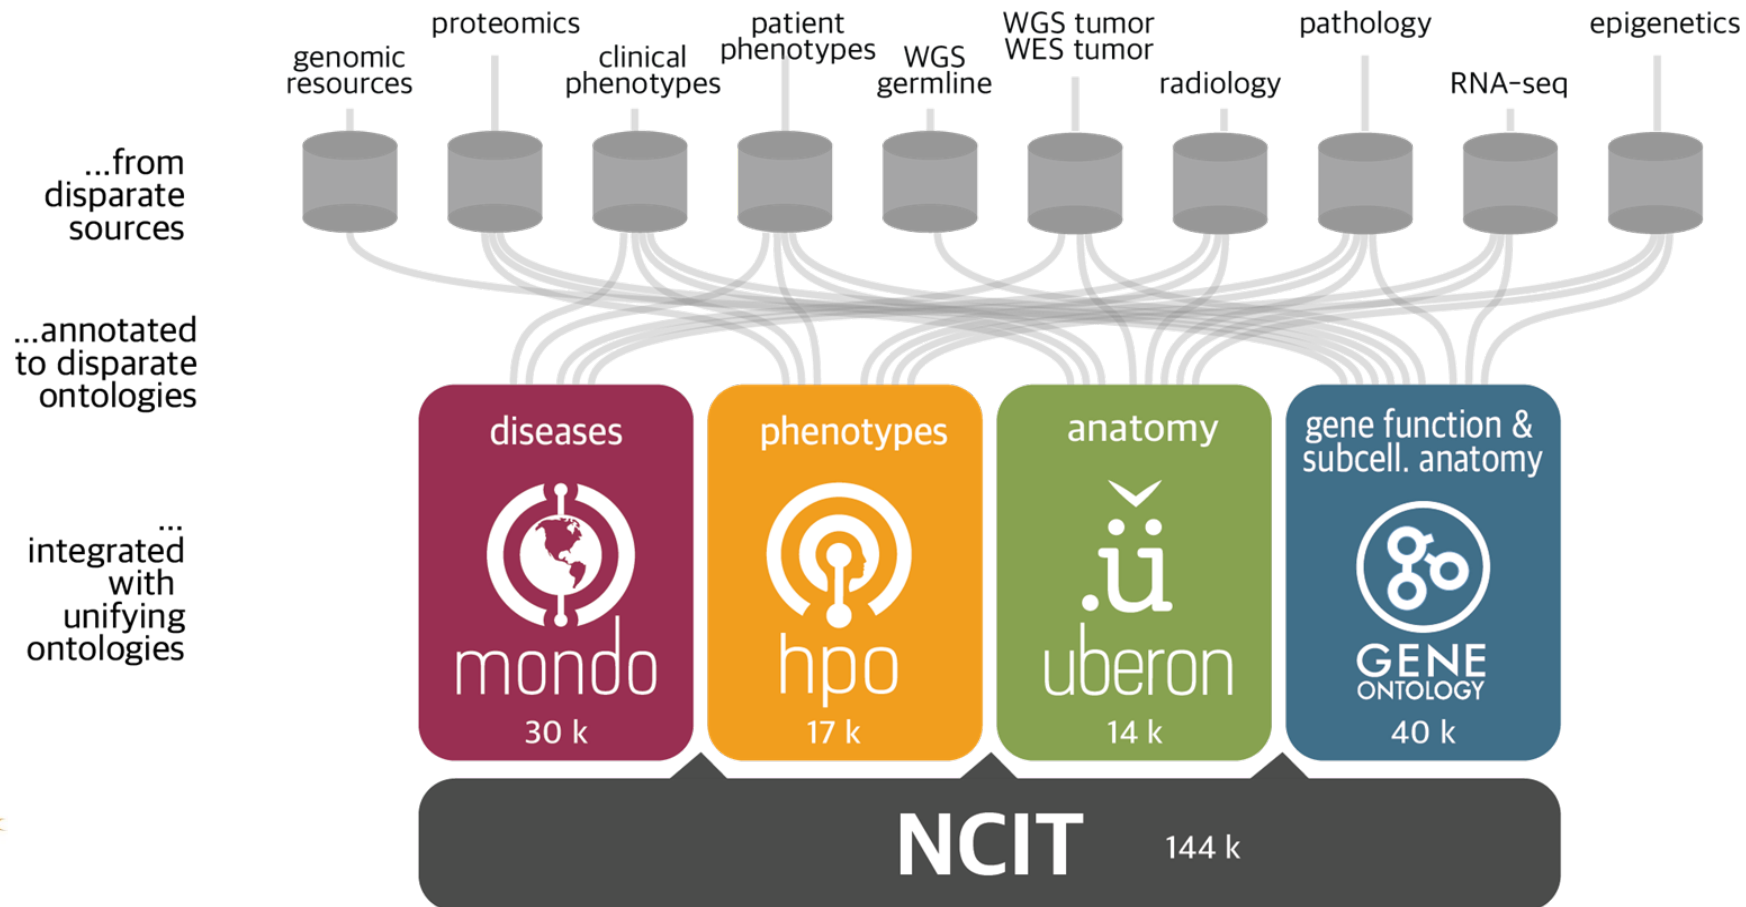 proteomics
patient
phenotypes
WGS tumor
WES tumor
pathology
epigenetics
genomic
resources
clinical
phenotypes
WGS
germline
radiology
RNA-seq
...from
disparate
sources
...annotated
to disparate
ontologies
...
integrated
with
unifying
ontologies
diseases
mondo
30 k
phenotypes
hpo
17 k
anatomy
.ü
uberon
14 k
gene function &
subcell. anatomy
go
GENE
ONTOLOGY
40 k
NCIT
144 k